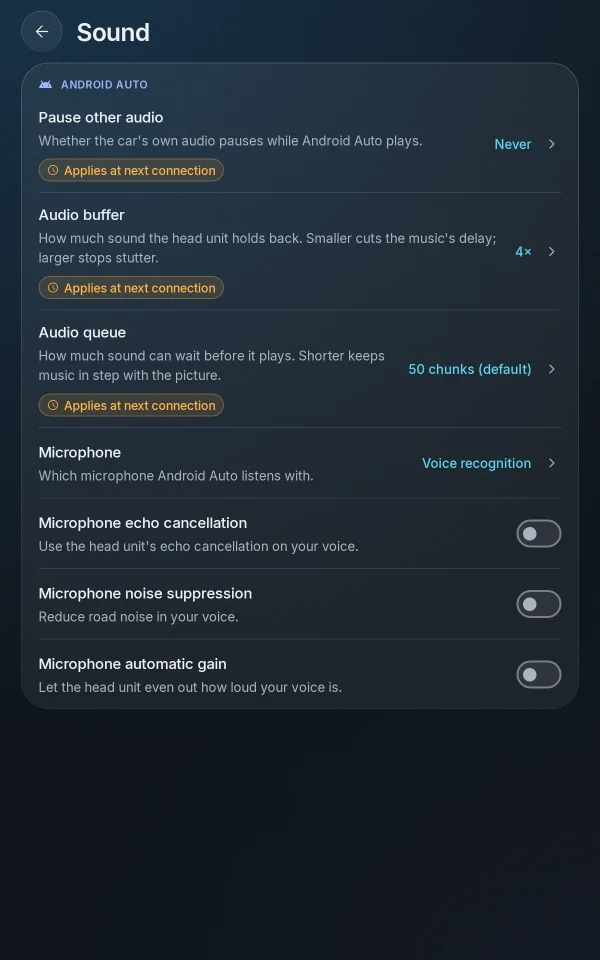 Sound
ANDROID AUTO
Pause other audio
Whether the car's own audio pauses while Android Auto plays.
Never
Applies at next connection
Audio buffer
How much sound the head unit holds back. Smaller cuts the music's delay;
larger stops stutter.
4×
Applies at next connection
Audio queue
How much sound can wait before it plays. Shorter keeps
music in step with the picture.
50 chunks (default)
Applies at next connection
Microphone
Which microphone Android Auto listens with.
Voice recognition
Microphone echo cancellation
Use the head unit's echo cancellation on your voice.
Microphone noise suppression
Reduce road noise in your voice.
Microphone automatic gain
Let the head unit even out how loud your voice is.